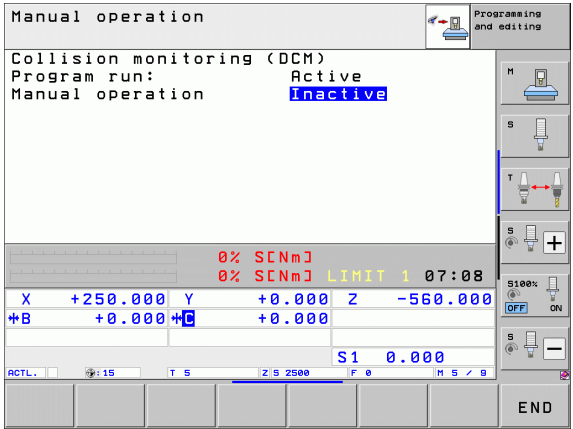 Manual operation
Programming
and editing
Collision monitoring (DCM)
Program run: Active
Manual operation Inactive
M
S
T
S
S100%
OFF ON
S
0% S[Nm]
0% S[Nm] LIMIT 1 07:08
X +250.000 Y +0.000 Z -560.000
B +0.000 C +0.000
S1 0.000
ACTL. : 15 T 5 Z S 2500 F 0 M 5 / 9
END